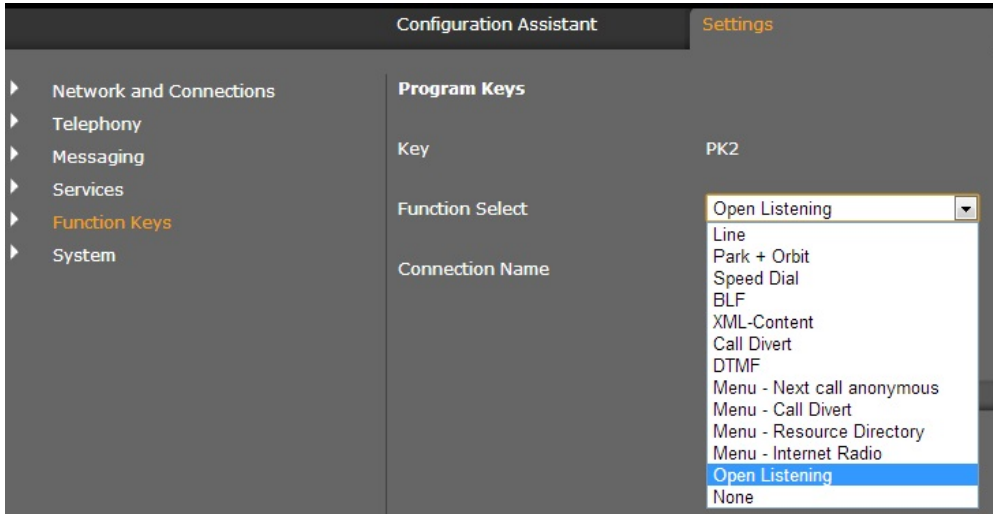 Configuration Assistant
Settings
Network and Connections
Telephony
Messaging
Services
Function Keys
System
Program Keys
Key
PK2
Function Select
Open Listening
Connection Name
Line
Park + Orbit
Speed Dial
BLF
XML-Content
Call Divert
DTMF
Menu - Next call anonymous
Menu - Call Divert
Menu - Resource Directory
Menu - Internet Radio
Open Listening
None